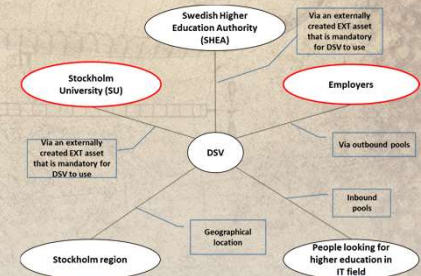 Swedish Higher
Education Authority
(SHEA)
Via an externally
created EXT asset
that is mandatory
for DSV to use
Stockholm
University (SU)
Employers
Via an externally
created EXT asset
that is mandatory for
DSV to use
DSV
Via outbound pools
Inbound
pools
Geographical
location
Stockholm region
People looking for
higher education in
IT field